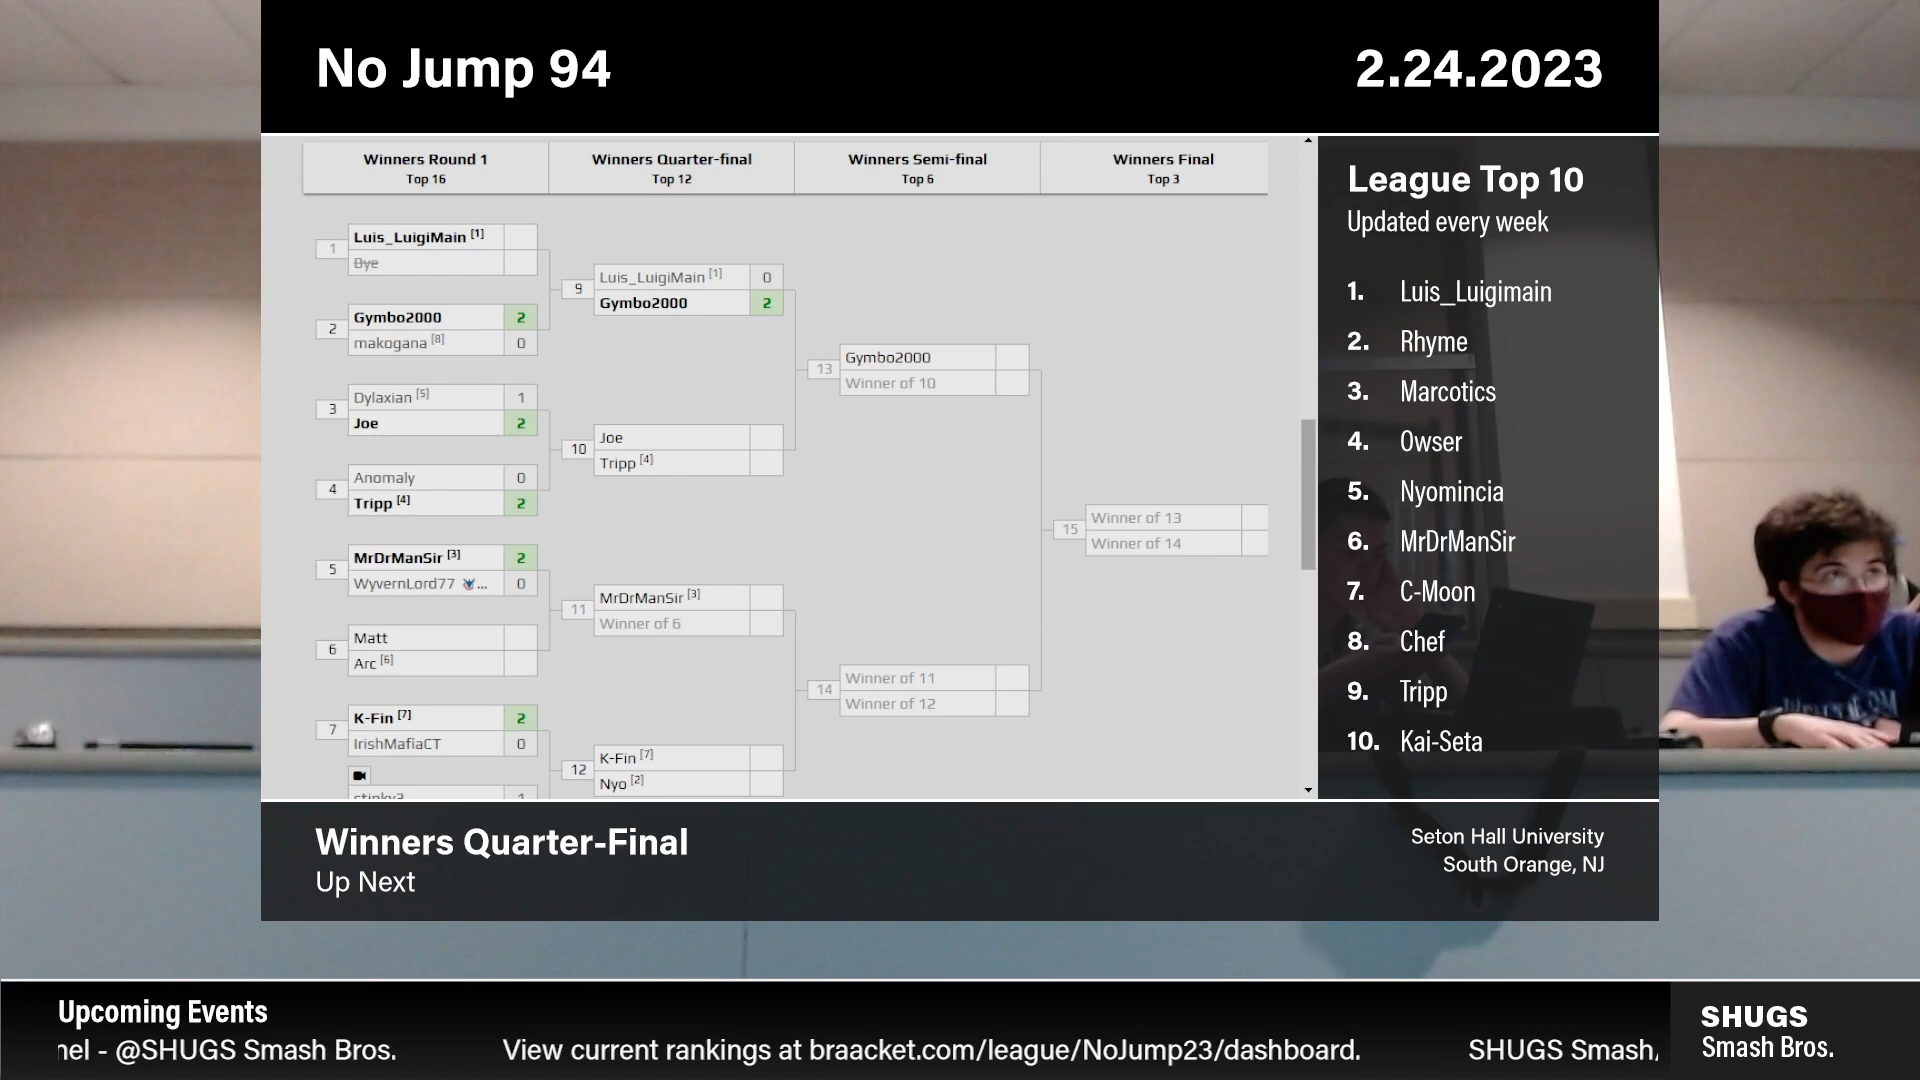 No Jump 94
2.24.2023
Winners Round 1
Top 16
Winners Quarter-final
Top 12
Winners Semi-final
Top 6
Winners Final
Top 3
1
Luis_LuigiMain [1]
Bye
2
Gymbo2000 2
makogana [8] 0
3
Dylaxian [5] 1
Joe 2
4
Anomaly 0
Tripp [4] 2
5
MrDrManSir [3] 2
WyvernLord77 ... 0
6
Matt
Arc [6]
7
K-Fin [7] 2
IrishMafiaCT 0
9
Luis_LuigiMain [1] 0
Gymbo2000 2
10
Joe
Tripp [4]
11
MrDrManSir [3]
Winner of 6
12
K-Fin [7]
Nyo [2]
13
Gymbo2000
Winner of 10
14
Winner of 11
Winner of 12
15
Winner of 13
Winner of 14
League Top 10
Updated every week
1. Luis_Luigimain
2. Rhyme
3. Marcotics
4. Owser
5. Nyomincia
6. MrDrManSir
7. C-Moon
8. Chef
9. Tripp
10. Kai-Seta
Winners Quarter-Final
Up Next
Seton Hall University
South Orange, NJ
Upcoming Events
nel - @SHUGS Smash Bros. View current rankings at braacket.com/league/NoJump23/dashboard. SHUGS Smash/
SHUGS
Smash Bros.